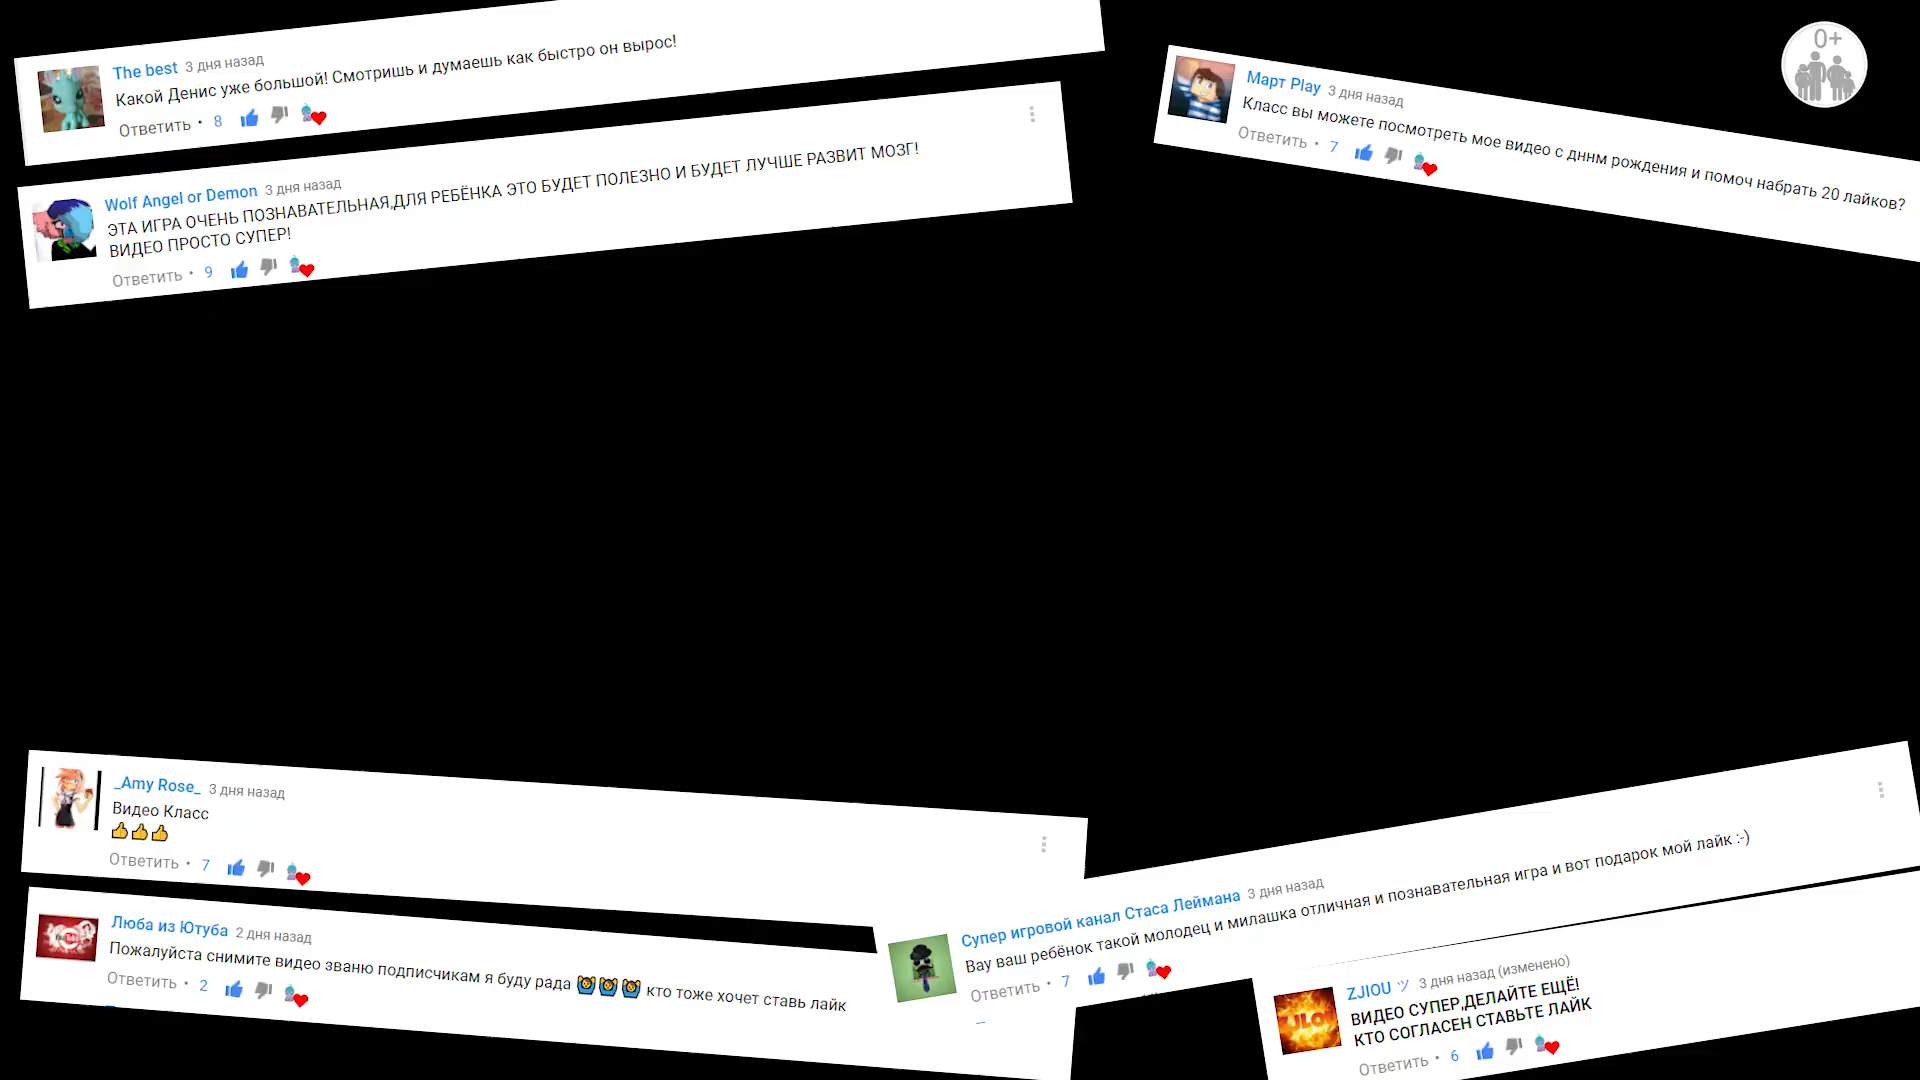 The best 3 дня назад
Какой Денис уже большой! Смотришь и думаешь как быстро он вырос!
Ответить • 8
Wolf Angel or Demon 3 дня назад
ЭТА ИГРА ОЧЕНЬ ПОЗНАВАТЕЛЬНАЯ,ДЛЯ РЕБЁНКА ЭТО БУДЕТ ПОЛЕЗНО И БУДЕТ ЛУЧШЕ РАЗВИТ МОЗГ!
ВИДЕО ПРОСТО СУПЕР!
Ответить • 9
0+
Март Play 3 дня назад
Класс вы можете посмотреть мое видео с дннм рождения и помоч набрать 20 лайков?
Ответить • 7
_Amy Rose_ 3 дня назад
Видео Класс
👍👍👍
Ответить • 7
Люба из Ютуба 2 дня назад
Пожалуйста снимите видео званю подписчикам я буду рада 🙆🙆🙆 кто тоже хочет ставь лайк
Ответить • 2
Супер игровой канал Стаса Леймана 3 дня назад
Вау ваш ребёнок такой молодец и милашка отличная и познавательная игра и вот подарок мой лайк :-)
Ответить • 7
ZJIOU ツ 3 дня назад (изменено)
ВИДЕО СУПЕР,ДЕЛАЙТЕ ЕЩЁ!
КТО СОГЛАСЕН СТАВЬТЕ ЛАЙК
Ответить • 6